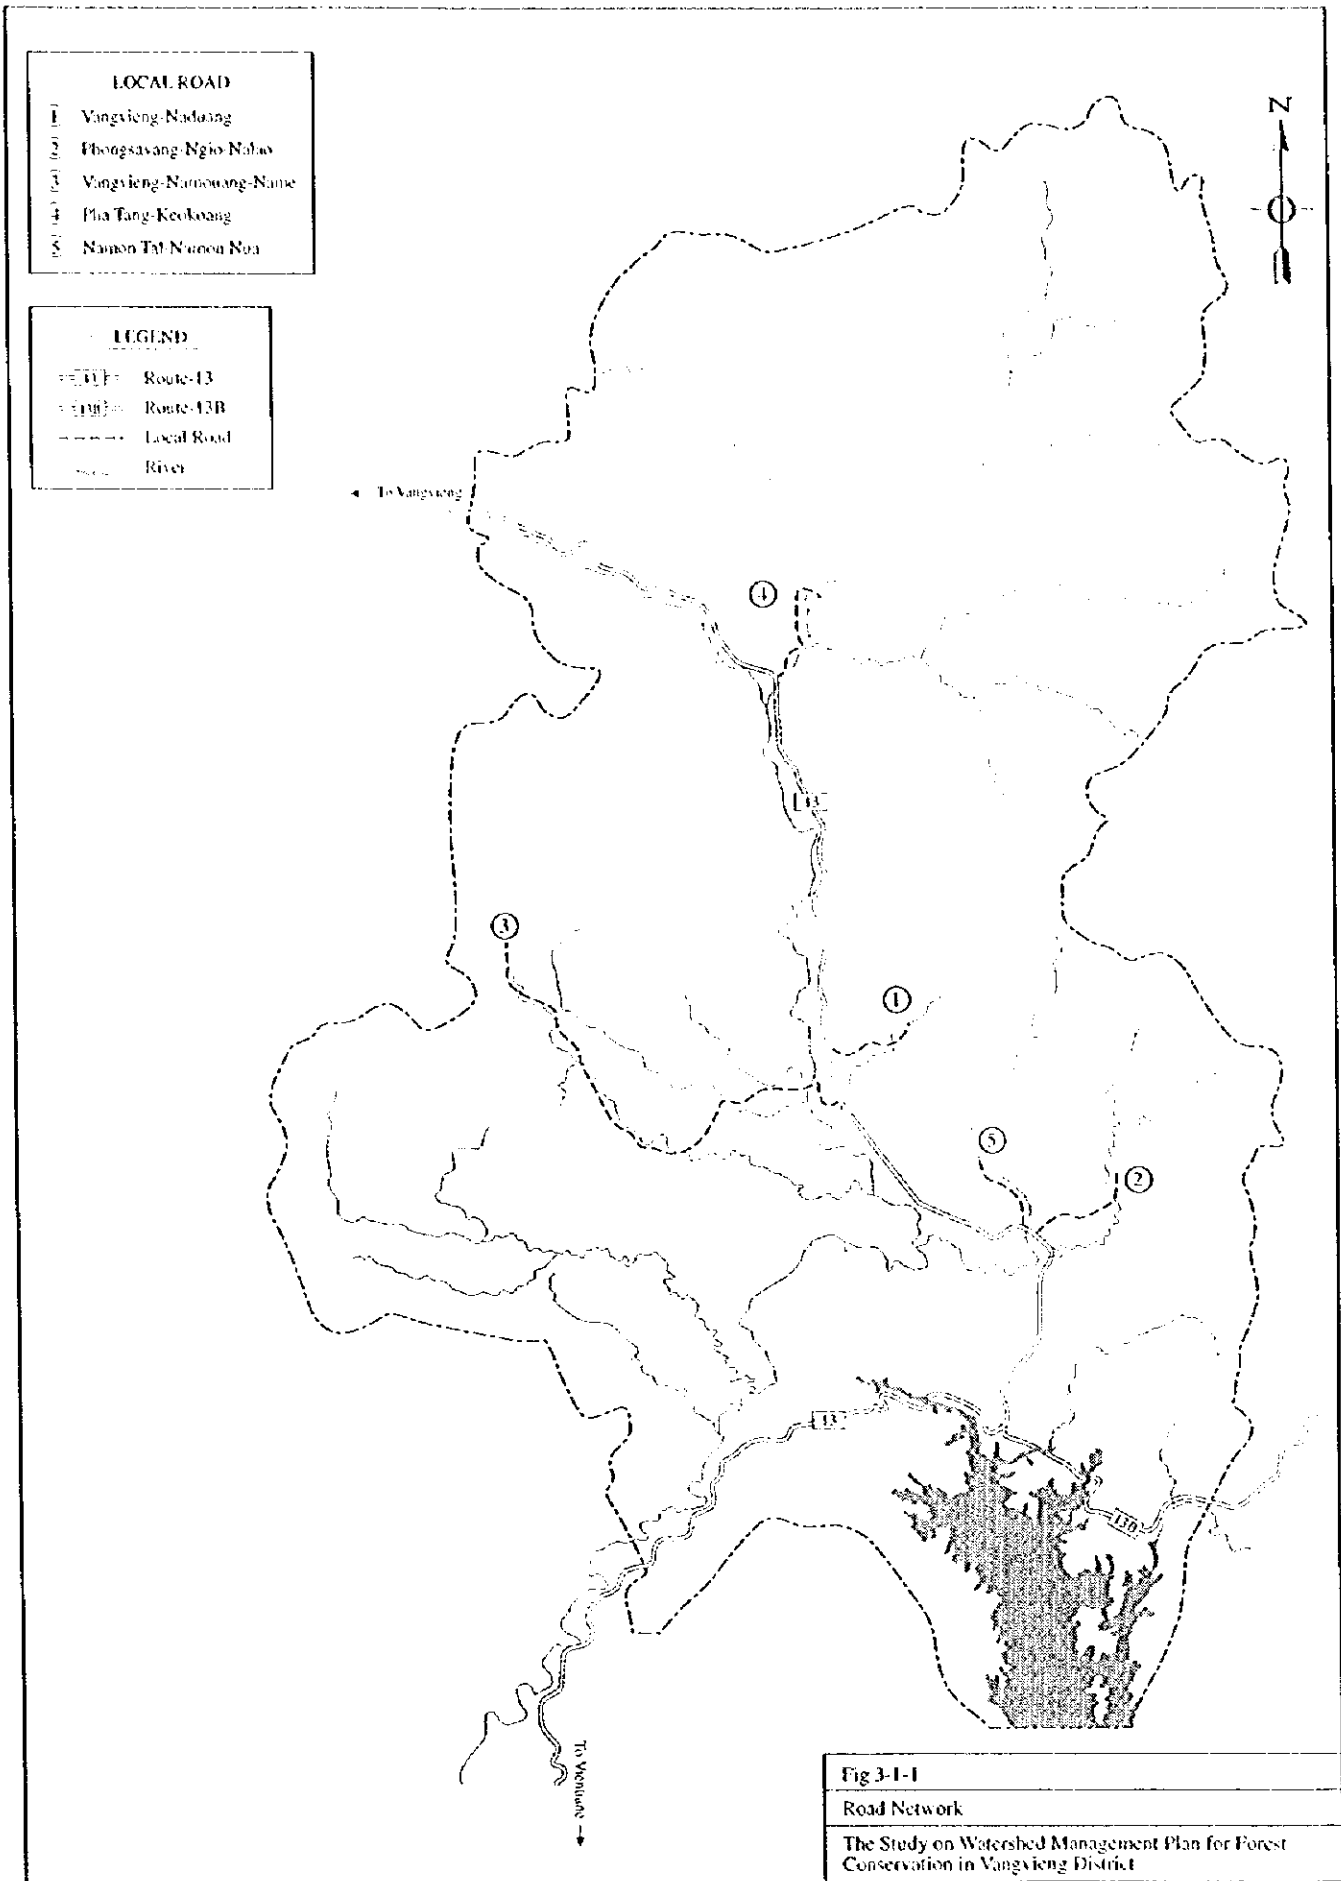 LOCAL ROAD
1 Vangvieng-Naduang
2 Phongsavang-Ngio-Nalao
3 Vangvieng-Namouang-Name
4 Pha Tang-Keokoang
5 Namon Tai-Namon Nua
LEGEND
13 Route-13
Route-13B
Local Road
River
N
To Vangvieng
4
13
3
1
5
2
13
To Vientiane
Fig 3-1-1
Road Network
The Study on Watershed Management Plan for Forest
Conservation in Vangvieng District